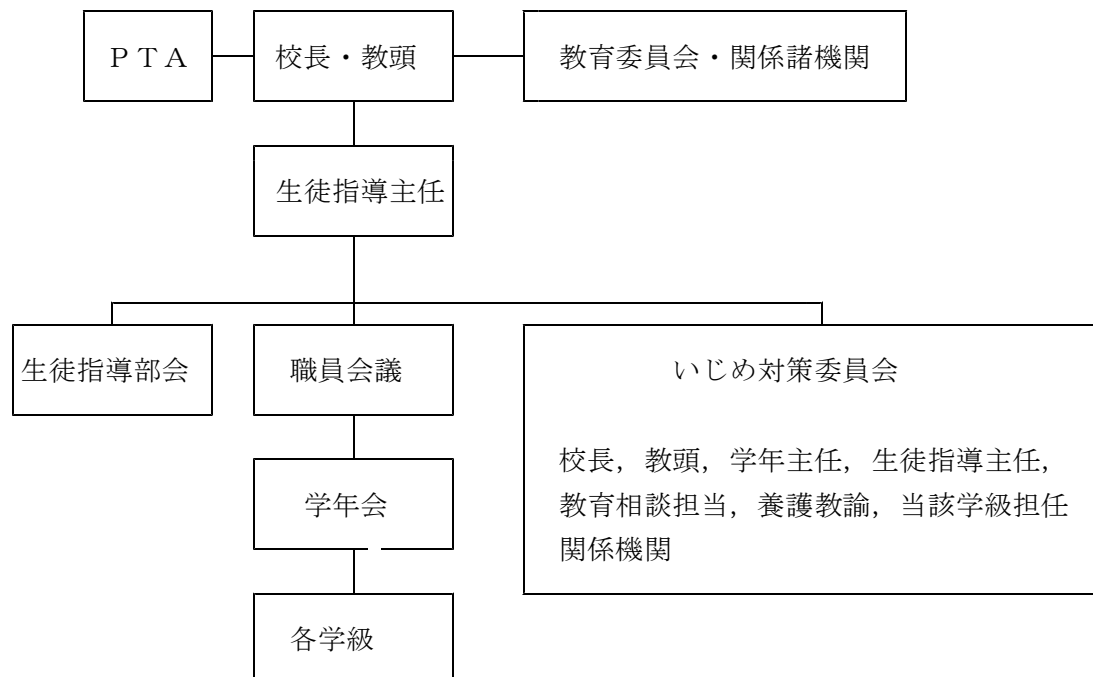 ＰＴＡ
校長・教頭
教育委員会・関係諸機関
生徒指導主任
生徒指導部会
職員会議
いじめ対策委員会
校長，教頭，学年主任，生徒指導主任，
教育相談担当，養護教諭，当該学級担任
関係機関
学年会
各学級